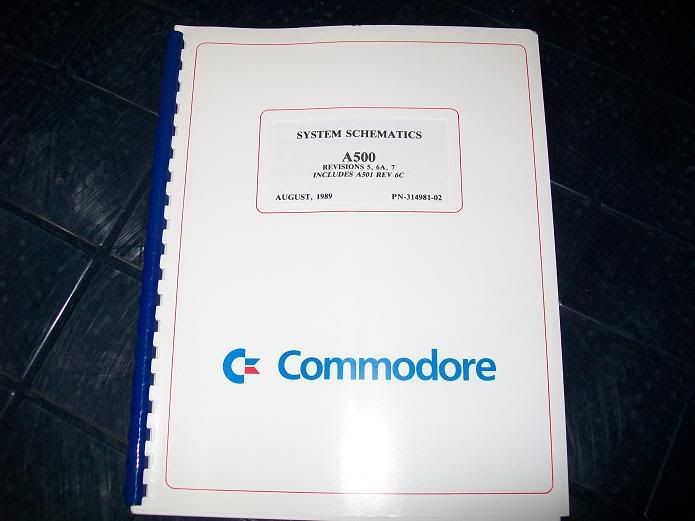 SYSTEM SCHEMATICS
A500
REVISIONS 5, 6A, 7
INCLUDES A501 REV 6C
AUGUST, 1989 PN-314981-02
Commodore